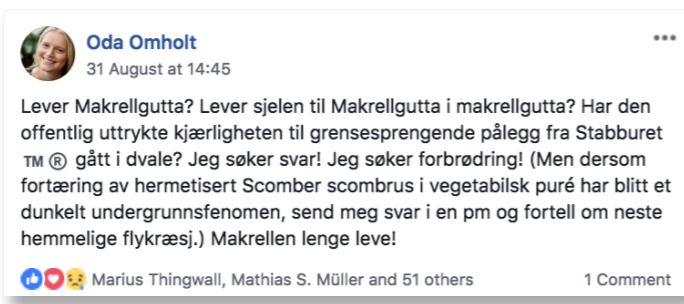 Oda Omholt
31 August at 14:45
Lever Makrellgutta? Lever sjelen til Makrellgutta i makrellgutta? Har den
offentlig uttrykte kjærligheten til grensesprengende pålegg fra Stabburet
™ ® gått i dvale? Jeg søker svar! Jeg søker forbrødring! (Men dersom
fortæring av hermetisert Scomber scombrus i vegetabilsk puré har blitt et
dunkelt undergrunnsfenomen, send meg svar i en pm og fortell om neste
hemmelige flykræsj.) Makrellen lenge leve!
Marius Thingwall, Mathias S. Müller and 51 others 1 Comment